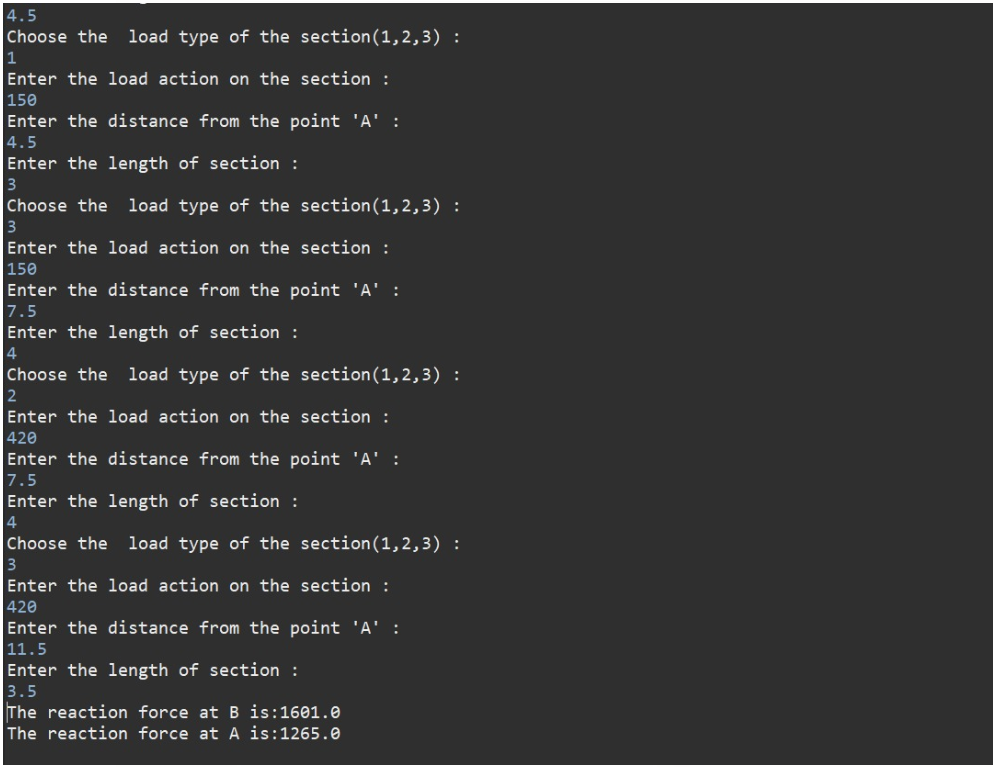 4.5
Choose the  load type of the section(1,2,3) :
1
Enter the load action on the section :
150
Enter the distance from the point 'A' :
4.5
Enter the length of section :
3
Choose the  load type of the section(1,2,3) :
3
Enter the load action on the section :
150
Enter the distance from the point 'A' :
7.5
Enter the length of section :
4
Choose the  load type of the section(1,2,3) :
2
Enter the load action on the section :
420
Enter the distance from the point 'A' :
7.5
Enter the length of section :
4
Choose the  load type of the section(1,2,3) :
3
Enter the load action on the section :
420
Enter the distance from the point 'A' :
11.5
Enter the length of section :
3.5
The reaction force at B is:1601.0
The reaction force at A is:1265.0